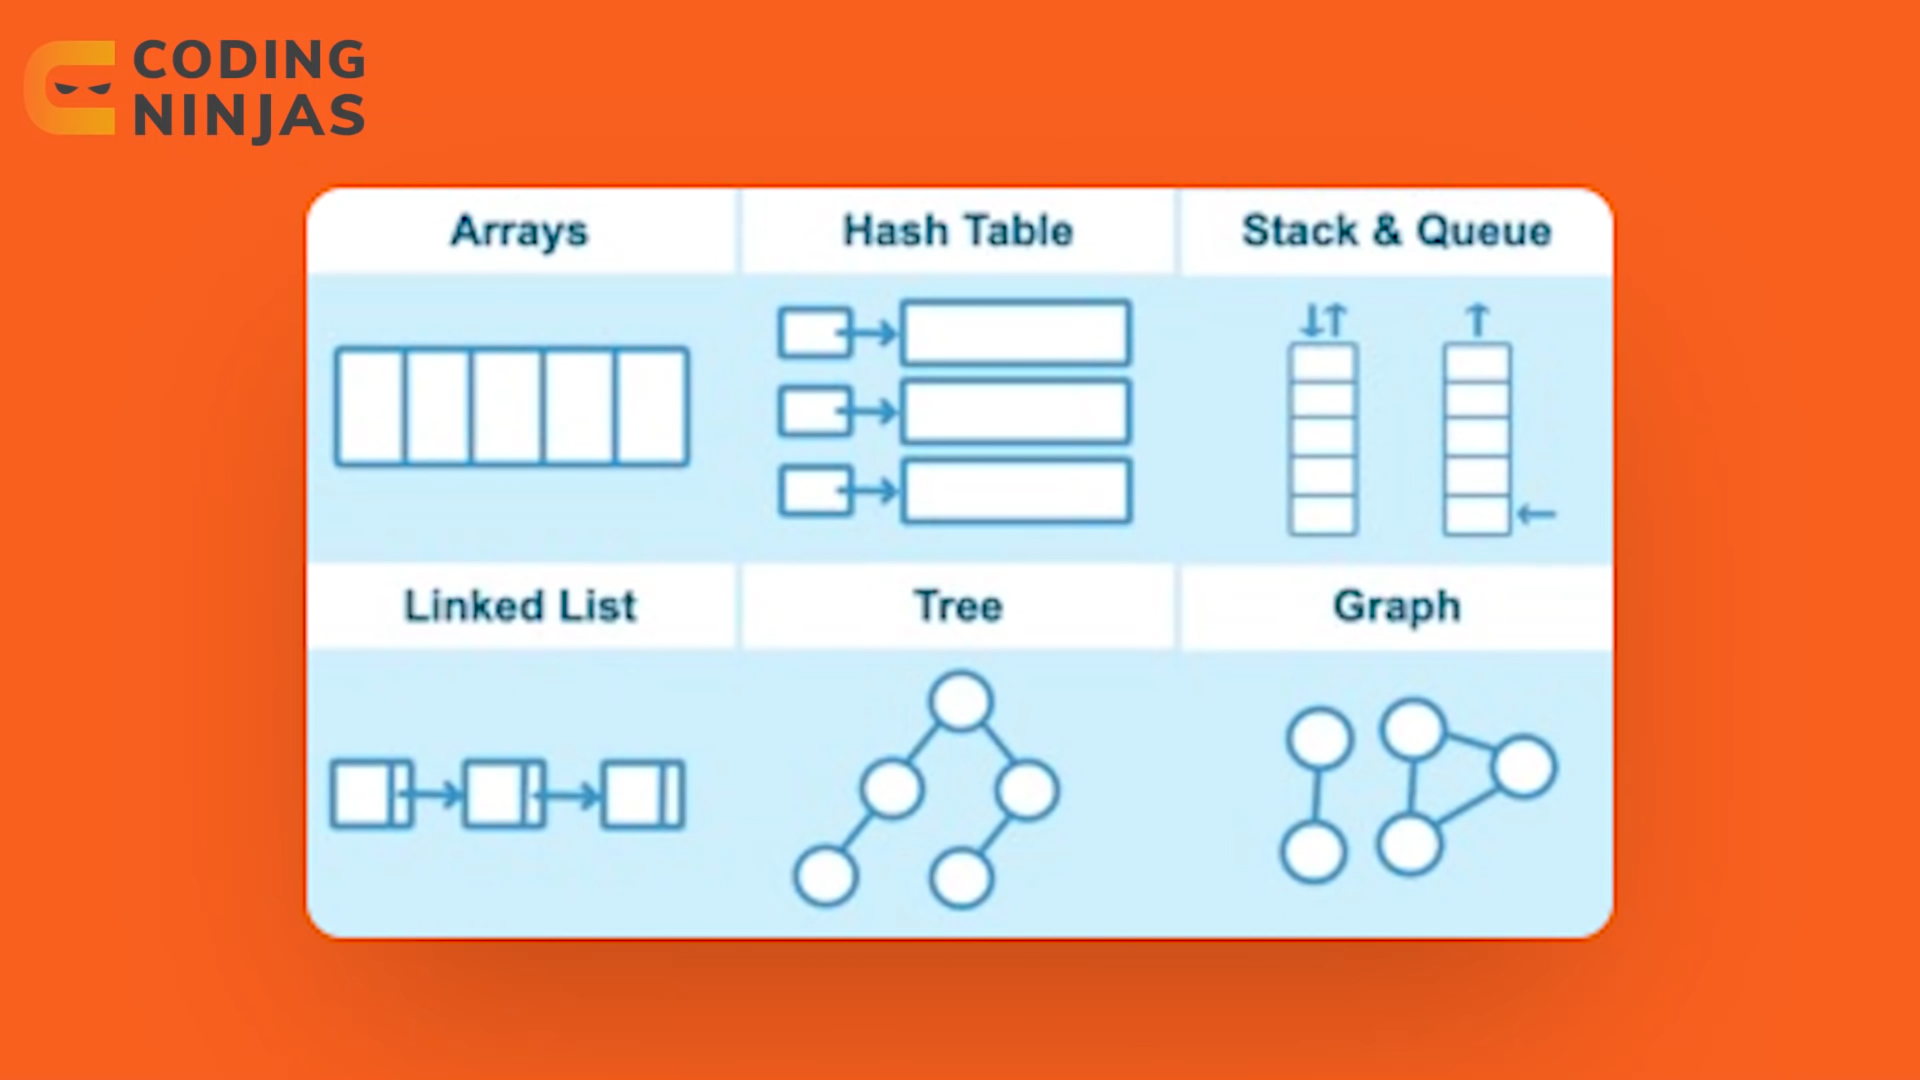 CODING
NINJAS
Arrays
Hash Table
Stack & Queue
Linked List
Tree
Graph